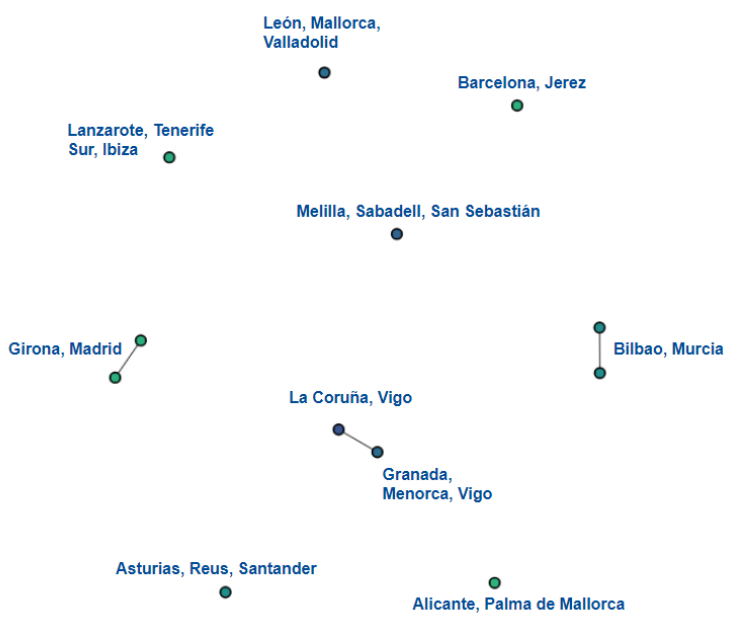 León, Mallorca,
Valladolid
Barcelona, Jerez
Lanzarote, Tenerife
Sur, Ibiza
Melilla, Sabadell, San Sebastián
Girona, Madrid
Bilbao, Murcia
La Coruña, Vigo
Granada,
Menorca, Vigo
Asturias, Reus, Santander
Alicante, Palma de Mallorca